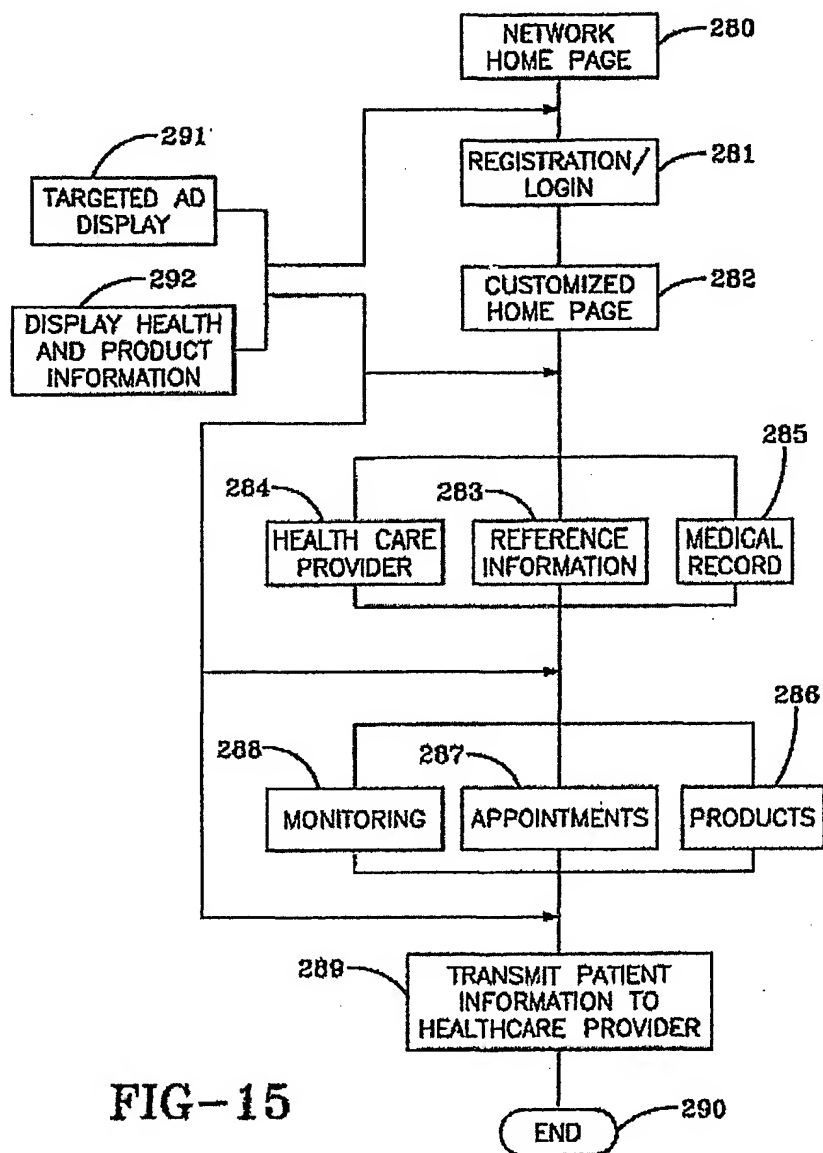 NETWORK
HOME PAGE
280
291
TARGETED AD
DISPLAY
REGISTRATION/
LOGIN
281
292
DISPLAY HEALTH
AND PRODUCT
INFORMATION
CUSTOMIZED
HOME PAGE
282
284
HEALTH CARE
PROVIDER
283
REFERENCE
INFORMATION
285
MEDICAL
RECORD
288
MONITORING
287
APPOINTMENTS
286
PRODUCTS
289
TRANSMIT PATIENT
INFORMATION TO
HEALTHCARE PROVIDER
FIG-15
END
290